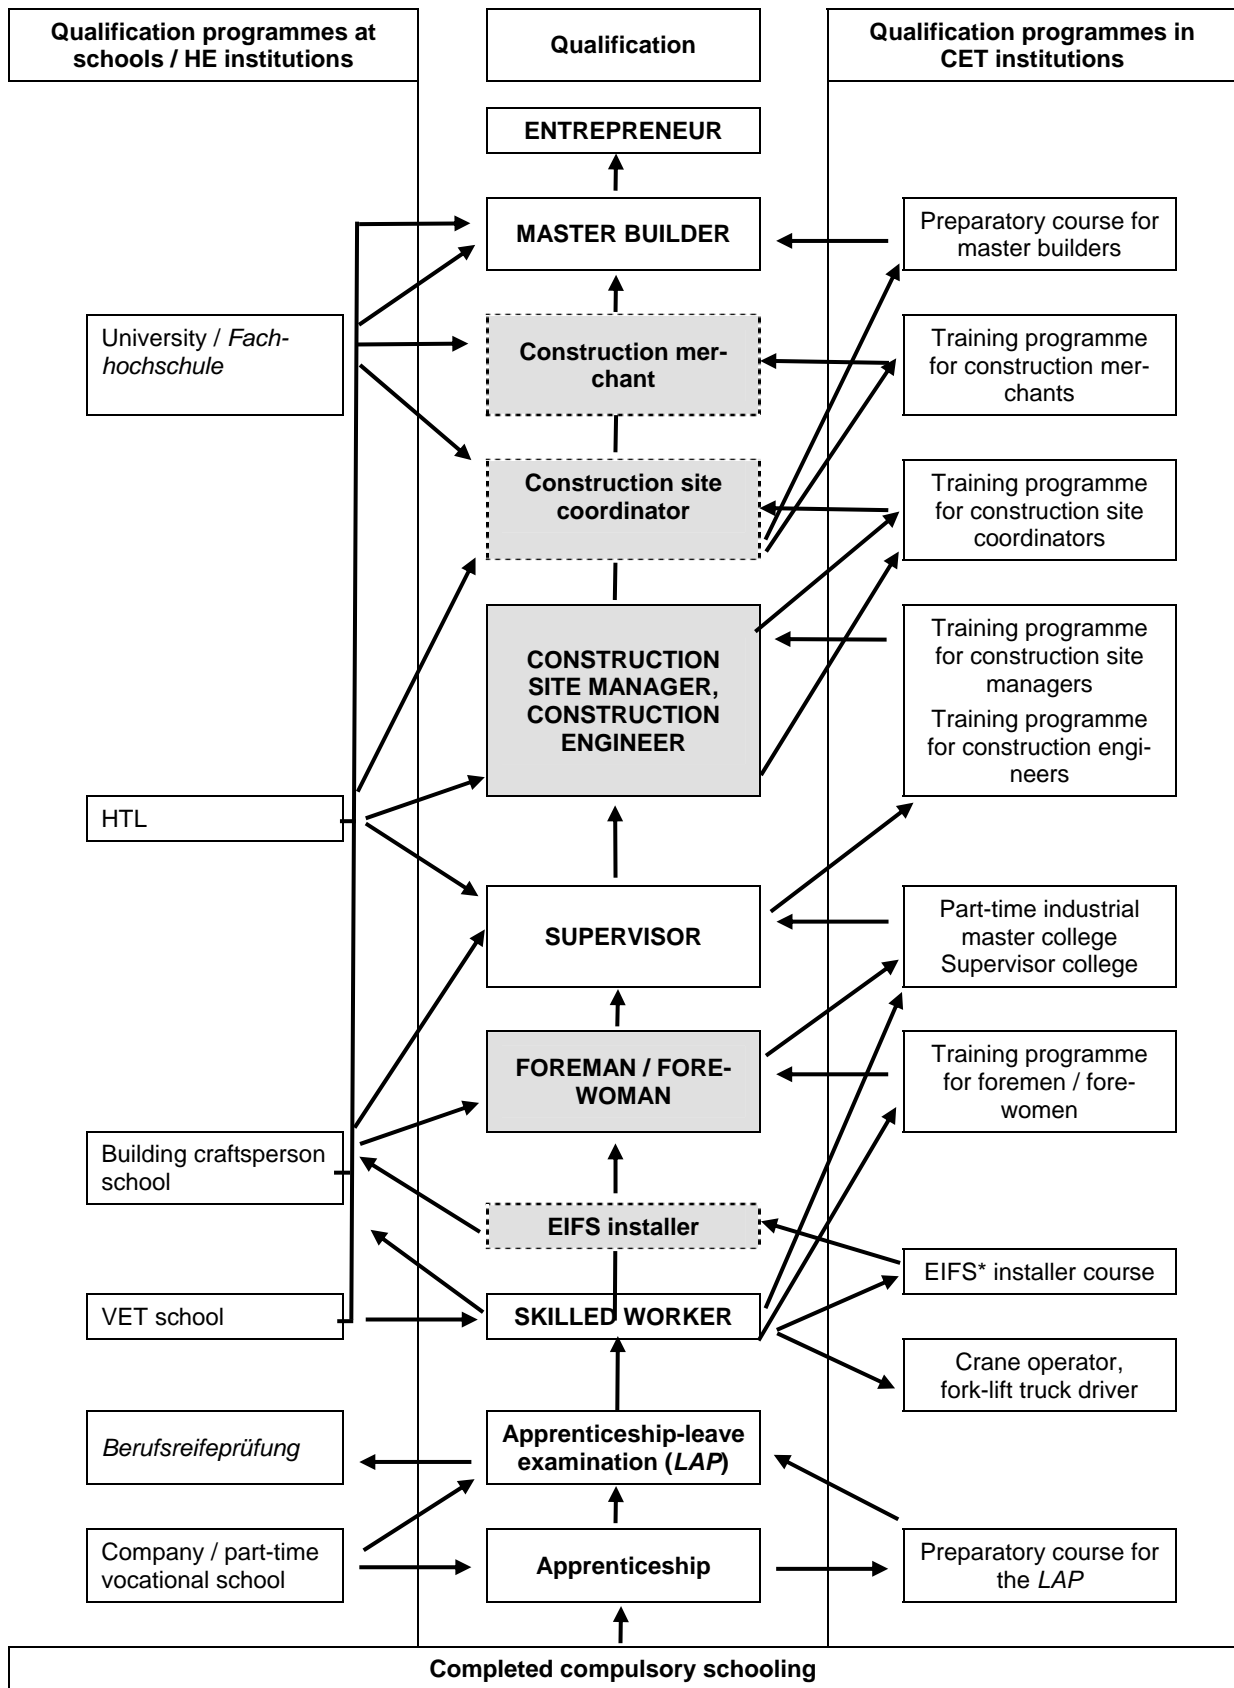 Qualification programmes at
schools / HE institutions
Qualification
Qualification programmes in
CET institutions
ENTREPRENEUR
MASTER BUILDER
Preparatory course for
master builders
University / Fach-
hochschule
Construction mer-
chant
Training programme
for construction mer-
chants
Construction site
coordinator
Training programme
for construction site
coordinators
CONSTRUCTION
SITE MANAGER,
CONSTRUCTION
ENGINEER
Training programme
for construction site
managers
Training programme
for construction engi-
neers
HTL
SUPERVISOR
Part-time industrial
master college
Supervisor college
FOREMAN / FORE-
WOMAN
Training programme
for foremen / fore-
women
Building craftsperson
school
EIFS installer
EIFS* installer course
VET school
SKILLED WORKER
Crane operator,
fork-lift truck driver
Berufsreifeprüfung
Apprenticeship-leave
examination (LAP)
Company / part-time
vocational school
Apprenticeship
Preparatory course for
the LAP
Completed compulsory schooling